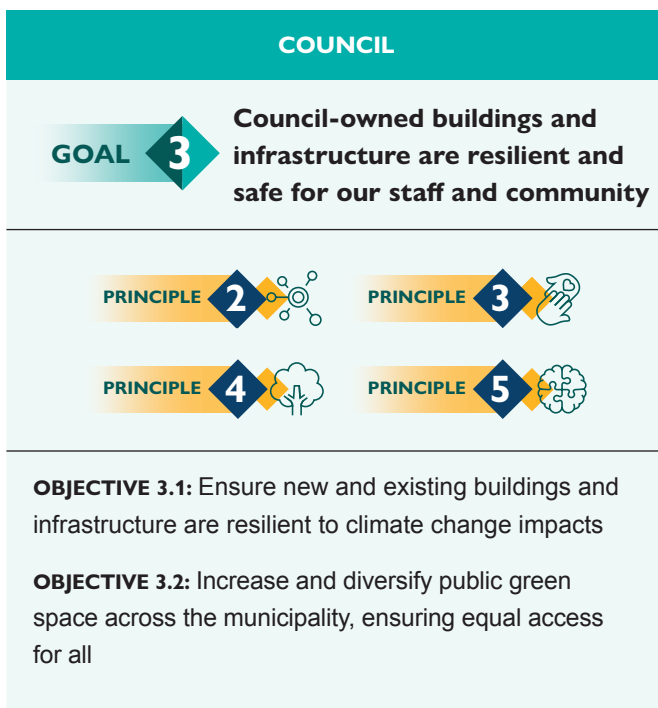 COUNCIL
GOAL 3
Council-owned buildings and
infrastructure are resilient and
safe for our staff and community
PRINCIPLE 2
PRINCIPLE 3
PRINCIPLE 4
PRINCIPLE 5
OBJECTIVE 3.1: Ensure new and existing buildings and
infrastructure are resilient to climate change impacts
OBJECTIVE 3.2: Increase and diversify public green
space across the municipality, ensuring equal access
for all